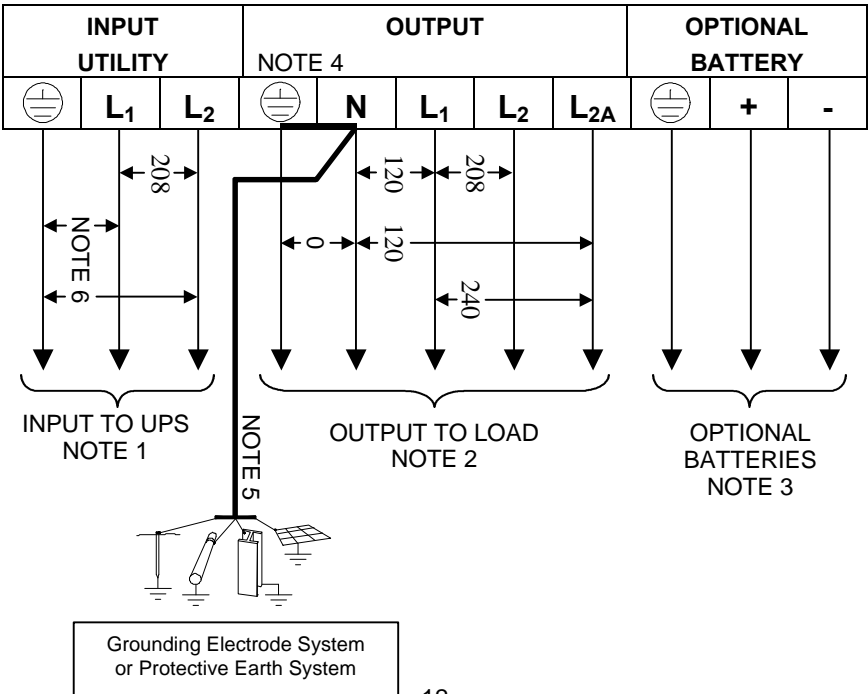 INPUT UTILITY
OUTPUT
NOTE 4
OPTIONAL BATTERY
L1 L2 N L1 L2 L2A + -
208
120
208
NOTE 6
0
120
240
INPUT TO UPS
NOTE 1
NOTE 5
OUTPUT TO LOAD
NOTE 2
OPTIONAL
BATTERIES
NOTE 3
Grounding Electrode System
or Protective Earth System